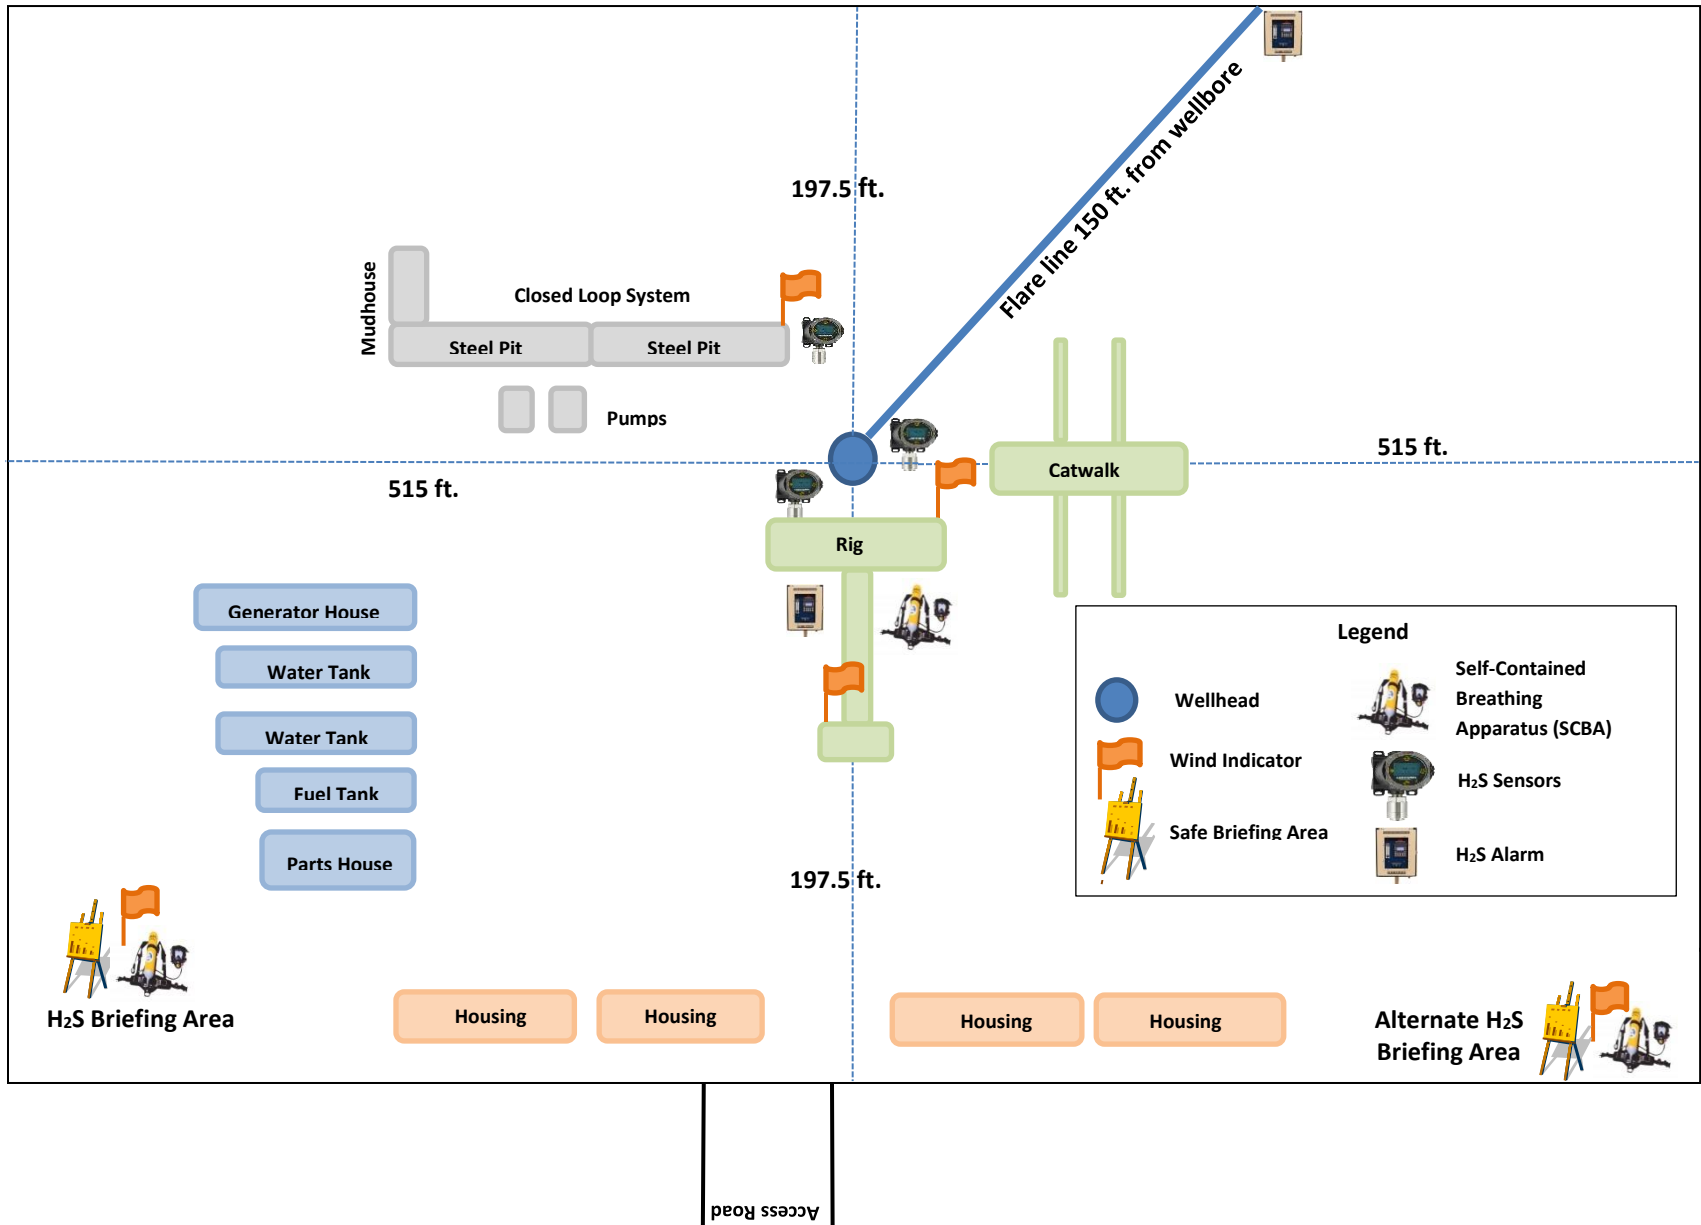 Flare line 150 ft. from wellbore
197.5 ft.
Mudhouse
Closed Loop System
Steel Pit
Steel Pit
Pumps
515 ft.
Catwalk
515 ft.
Rig
Generator House
Water Tank
Water Tank
Fuel Tank
Parts House
197.5 ft.
Legend
Wellhead
Self-Contained
Breathing
Apparatus (SCBA)
Wind Indicator
H2S Sensors
Safe Briefing Area
H2S Alarm
H2S Briefing Area
Housing
Housing
Housing
Housing
Alternate H2S
Briefing Area
Access Road